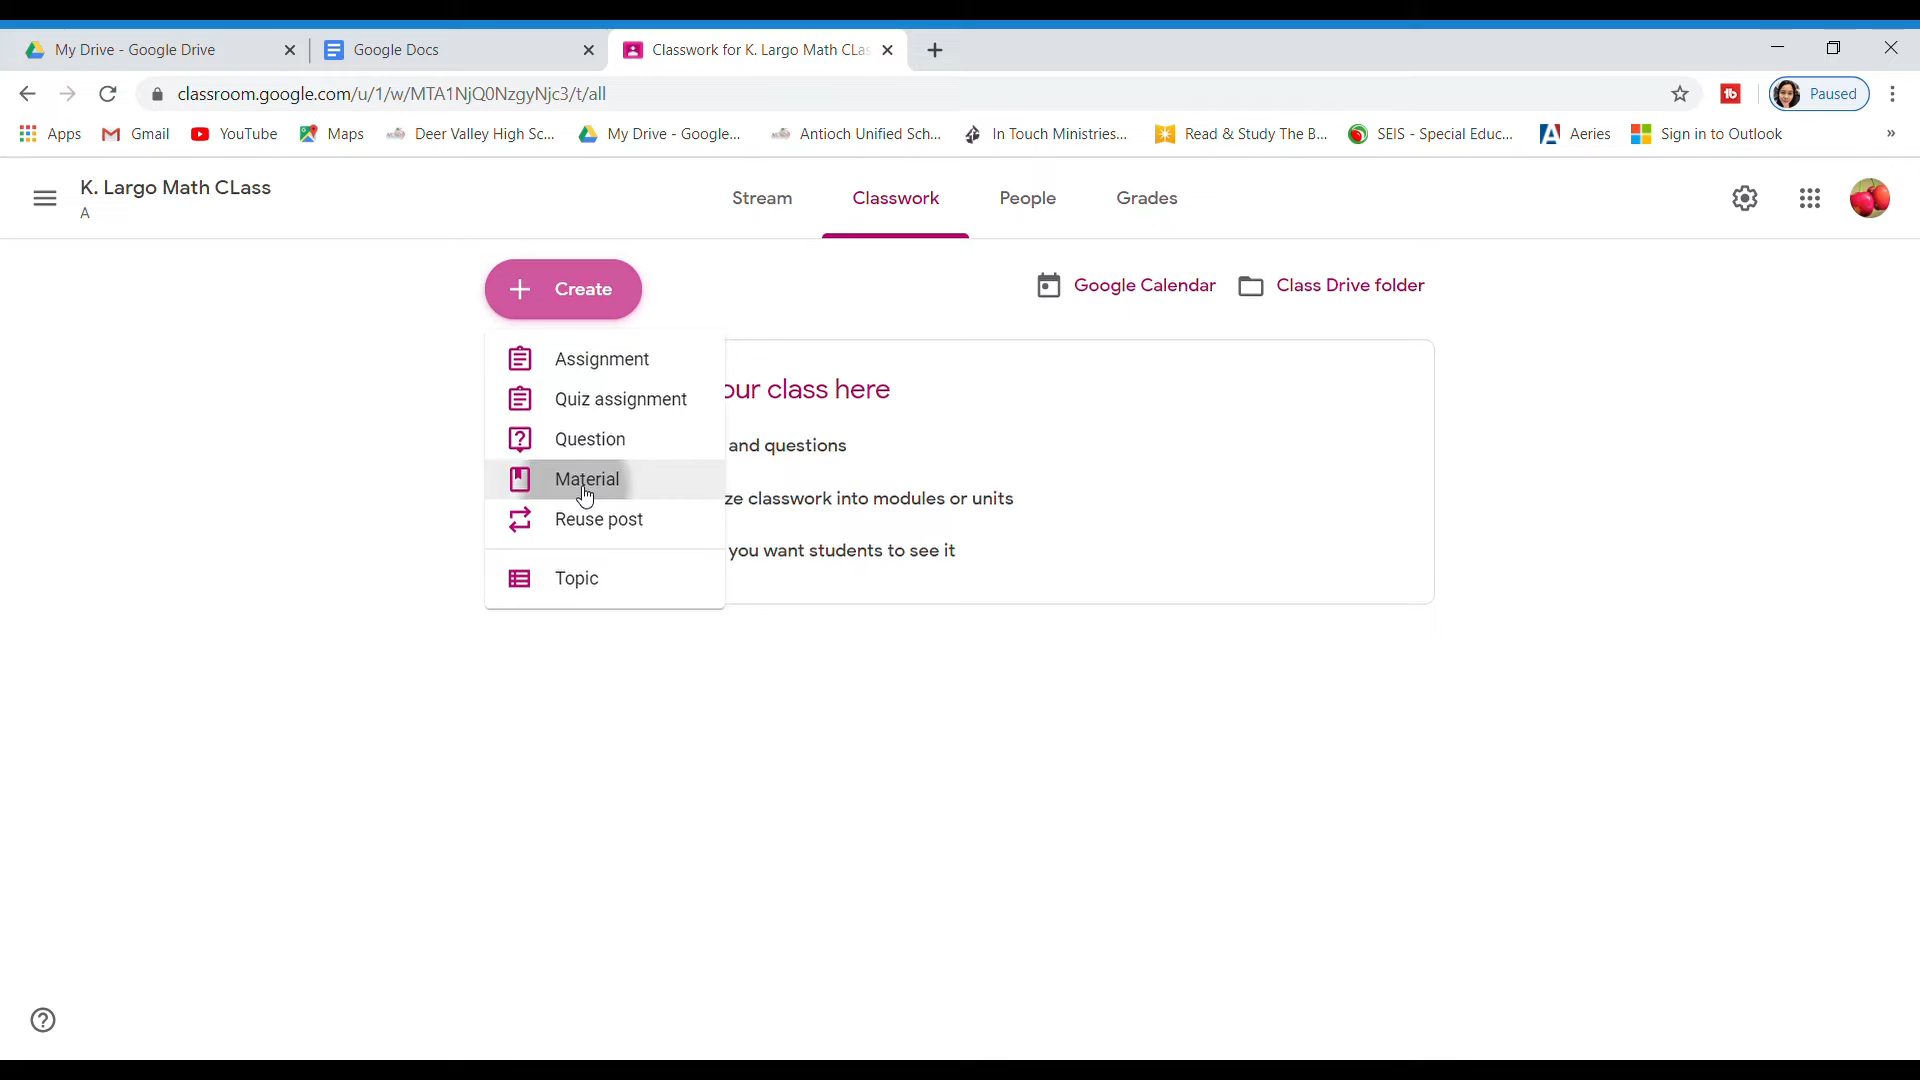 My Drive - Google Drive
Google Docs
Classwork for K. Largo Math CLas
classroom.google.com/u/1/w/MTA1NjQ0NzgyNjc3/t/all
Paused
Apps
Gmail
YouTube
Maps
Deer Valley High Sc...
My Drive - Google...
Antioch Unified Sch...
In Touch Ministries...
Read & Study The B...
SEIS - Special Educ...
Aeries
Sign in to Outlook
K. Largo Math CLass
A
Stream
Classwork
People
Grades
Create
Google Calendar
Class Drive folder
Assignment
Quiz assignment
Question
Material
Reuse post
Topic
our class here
and questions
ze classwork into modules or units
you want students to see it